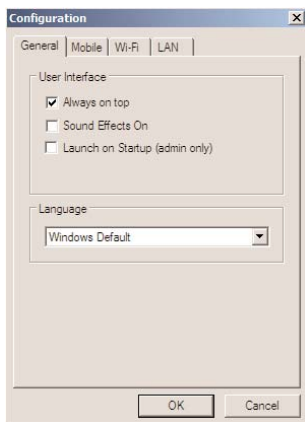 Configuration
General Mobile Wi-Fi LAN
User Interface
Always on top
Sound Effects On
Launch on Startup (admin only)
Language
Windows Default
OK Cancel